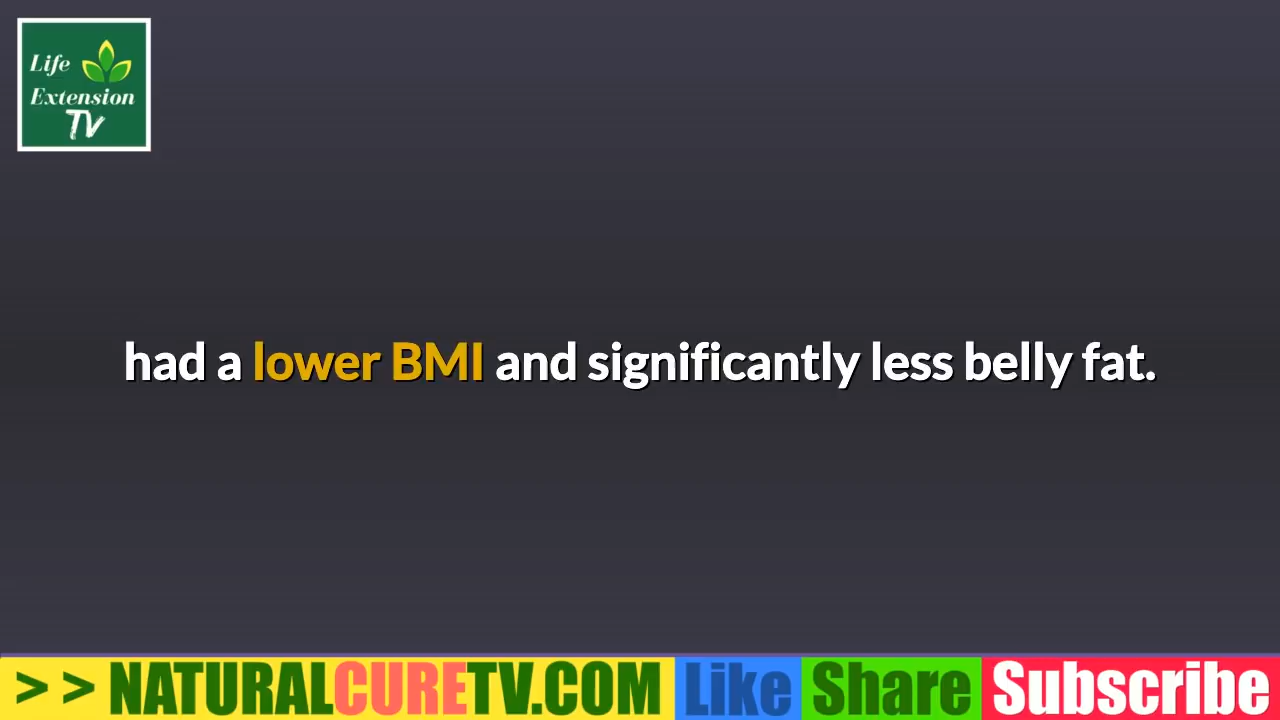 Life
Extension
TV
had a lower BMI and significantly less belly fat.
> > NATURALCURETV.COM Like Share Subscribe